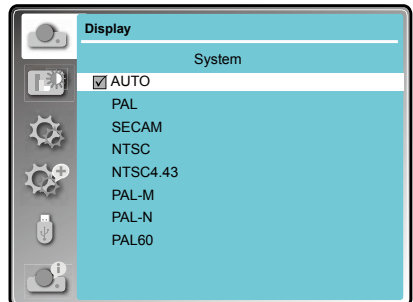 Display
System
AUTO
PAL
SECAM
NTSC
NTSC4.43
PAL-M
PAL-N
PAL60